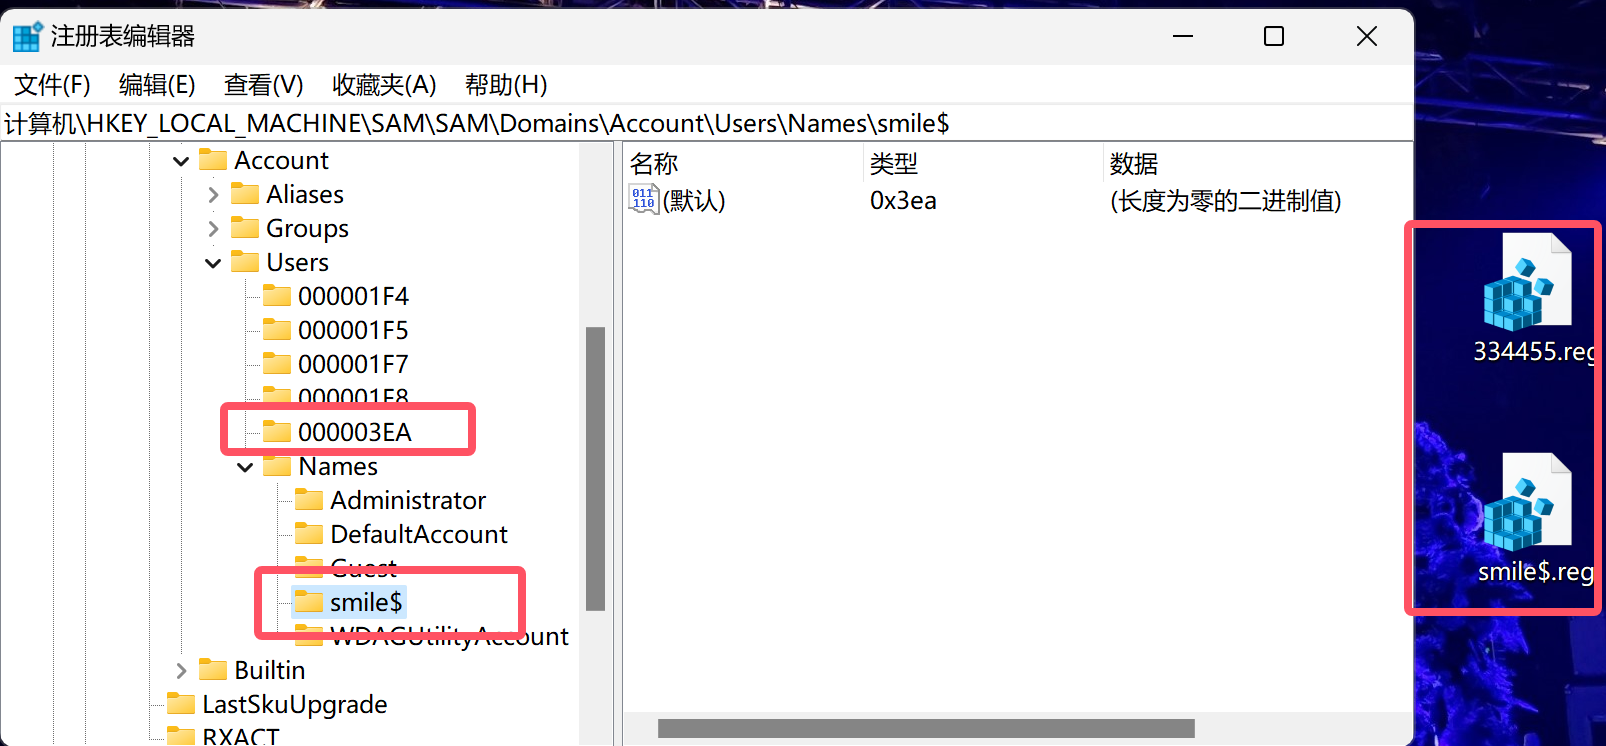 注册表编辑器
文件(F) 编辑(E) 查看(V) 收藏夹(A) 帮助(H)
计算机\HKEY_LOCAL_MACHINE\SAM\SAM\Domains\Account\Users\Names\smile$
Account
Aliases
Groups
Users
000001F4
000001F5
000001F7
000001F8
000003EA
Names
Administrator
DefaultAccount
Guest
smile$
WDAGUtilityAccount
Builtin
LastSkuUpgrade
RXACT
名称 类型 数据
(默认) 0x3ea (长度为零的二进制值)
334455.reg
smile$.reg